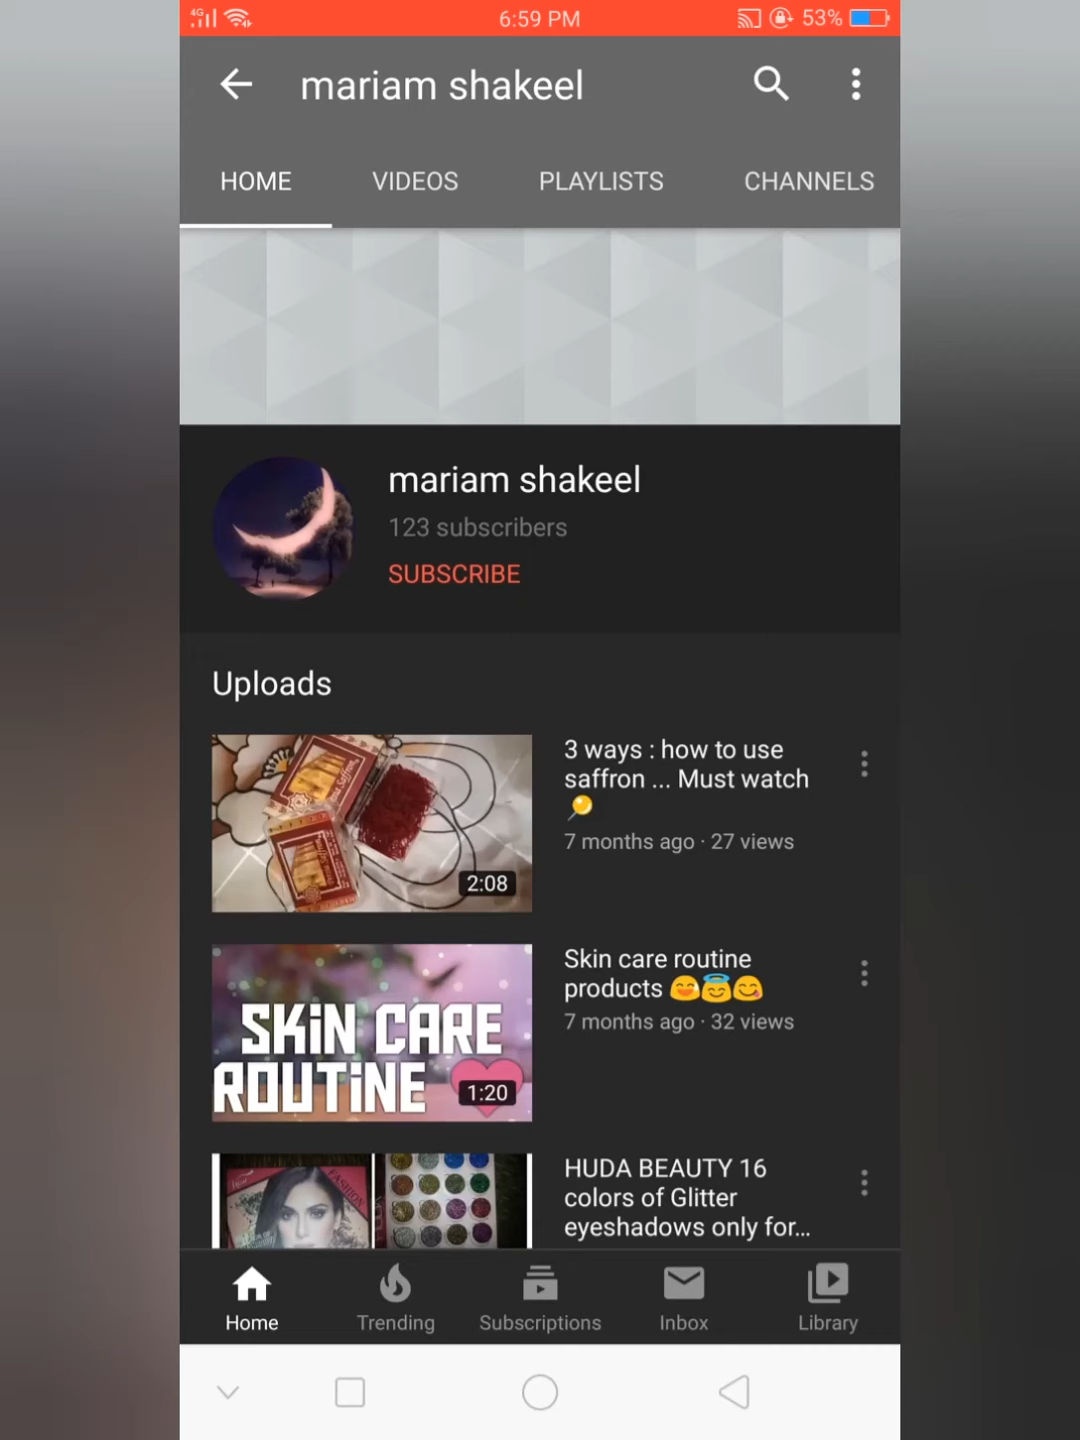 4G 6:59 PM 53%
mariam shakeel
HOME VIDEOS PLAYLISTS CHANNELS
mariam shakeel
123 subscribers
SUBSCRIBE
Uploads
3 ways : how to use
saffron ... Must watch
📍
7 months ago · 27 views
Saffron
2:08
Skin care routine
products 😄😇😋
7 months ago · 32 views
SKiN CARE
ROUTiNE
1:20
HUDA BEAUTY 16
colors of Glitter
eyeshadows only for...
FASHION
Home Trending Subscriptions Inbox Library